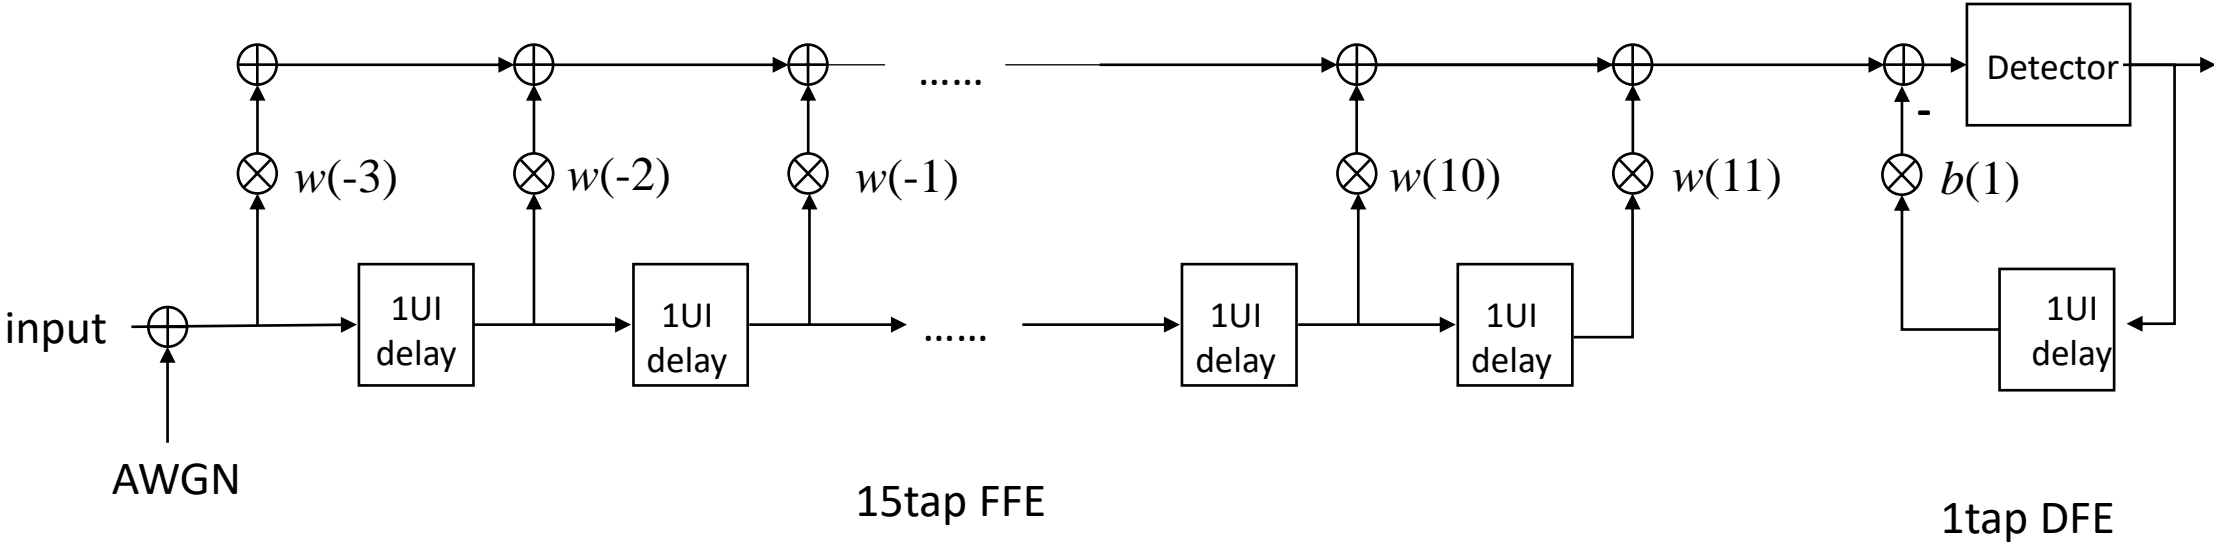 Detector
......
-
w(-3)
w(-2)
w(-1)
w(10)
w(11)
b(1)
input
1UI
delay
1UI
delay
......
1UI
delay
1UI
delay
1UI
delay
AWGN
15tap FFE
1tap DFE